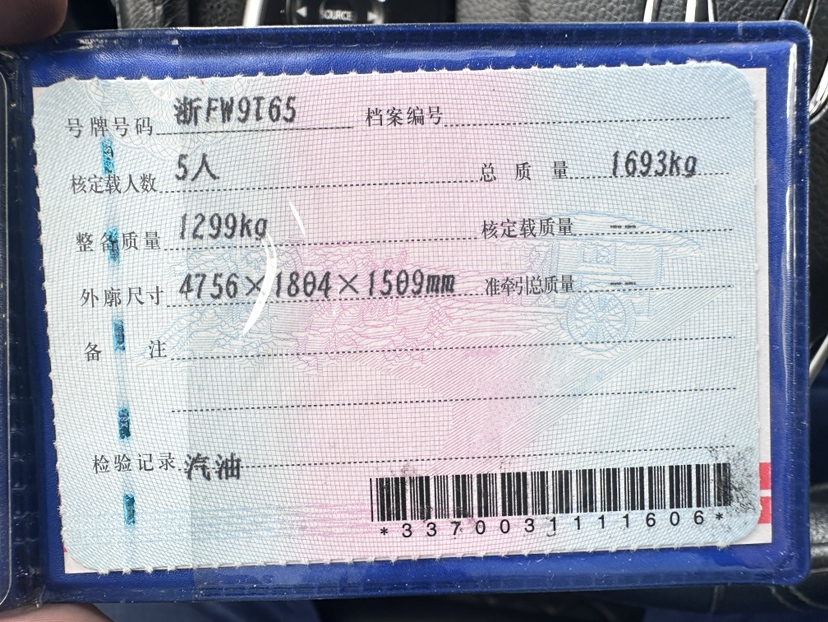 SOURCE
号牌号码 浙FW9T65 档案编号
核定载人数 5人 总质量 1693kg
整备质量 1299kg 核定载质量 --
外廓尺寸 4756×1804×1509mm 准牵引总质量 --
备注
检验记录 汽油
*3370031111606*